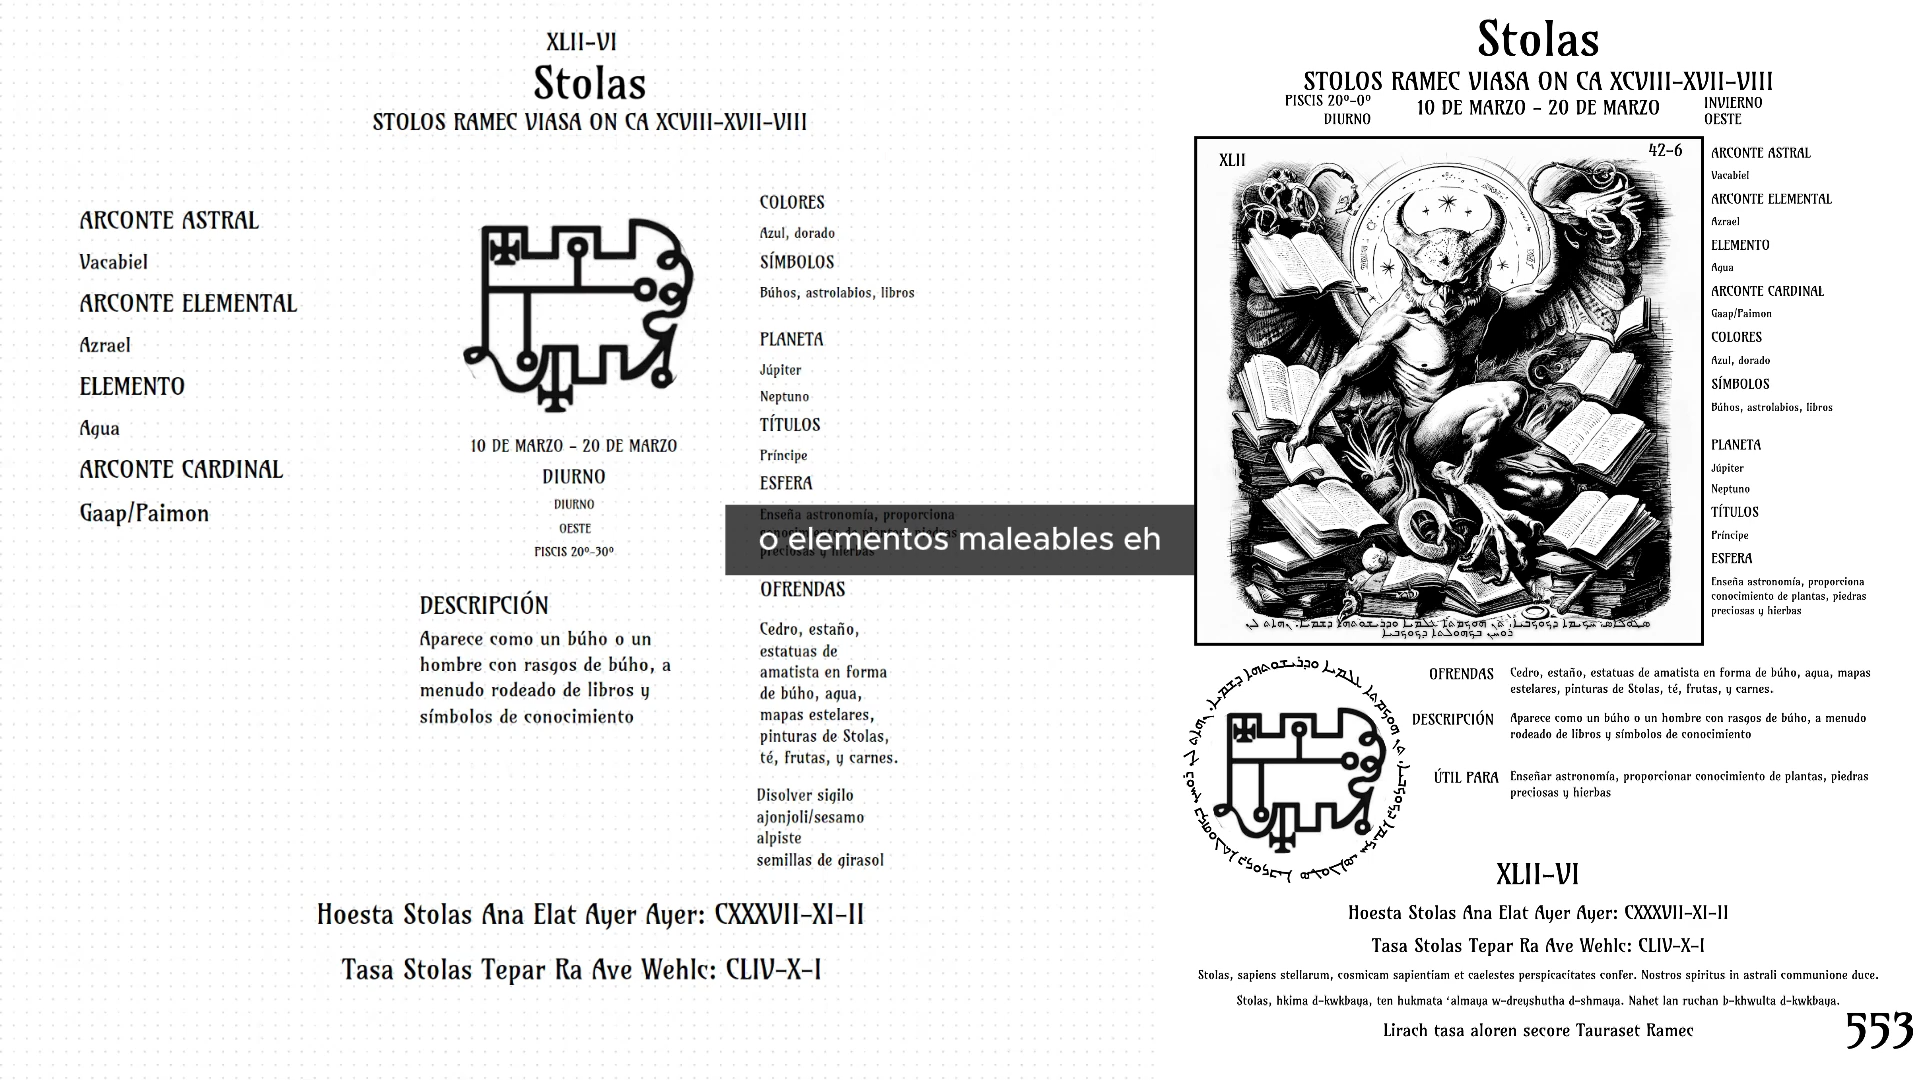 XLII-VI
Stolas
STOLOS RAMEC VIASA ON CA XCVIII-XVII-VIII
ARCONTE ASTRAL
Vacabiel
ARCONTE ELEMENTAL
Azrael
ELEMENTO
Agua
ARCONTE CARDINAL
Gaap/Paimon
10 DE MARZO - 20 DE MARZO
DIURNO
DIURNO
OESTE
PISCIS 20º-30º
DESCRIPCIÓN
Aparece como un búho o un
hombre con rasgos de búho, a
menudo rodeado de libros y
símbolos de conocimiento
COLORES
Azul, dorado
SÍMBOLOS
Búhos, astrolabios, libros
PLANETA
Júpiter
Neptuno
TÍTULOS
Príncipe
ESFERA
Enseña astronomía, proporciona
conocimiento de plantas, piedras
preciosas y hierbas
o elementos maleables eh
OFRENDAS
Cedro, estaño,
estatuas de
amatista en forma
de búho, agua,
mapas estelares,
pinturas de Stolas,
té, frutas, y carnes.
Disolver sigilo
ajonjoli/sesamo
alpiste
semillas de girasol
Hoesta Stolas Ana Elat Ayer Ayer: CXXXVII-XI-II
Tasa Stolas Tepar Ra Ave Wehlc: CLIV-X-I
Stolas
STOLOS RAMEC VIASA ON CA XCVIII-XVII-VIII
PISCIS 20º-0º
DIURNO
10 DE MARZO - 20 DE MARZO
INVIERNO
OESTE
XLII
42-6
ARCONTE ASTRAL
Vacabiel
ARCONTE ELEMENTAL
Azrael
ELEMENTO
Agua
ARCONTE CARDINAL
Gaap/Paimon
COLORES
Azul, dorado
SÍMBOLOS
Búhos, astrolabios, libros
PLANETA
Júpiter
Neptuno
TÍTULOS
Príncipe
ESFERA
Enseña astronomía, proporciona
conocimiento de plantas, piedras
preciosas y hierbas
OFRENDAS
Cedro, estaño, estatuas de amatista en forma de búho, agua, mapas
estelares, pinturas de Stolas, té, frutas, y carnes.
DESCRIPCIÓN
Aparece como un búho o un hombre con rasgos de búho, a menudo
rodeado de libros y símbolos de conocimiento
ÚTIL PARA
Enseñar astronomía, proporcionar conocimiento de plantas, piedras
preciosas y hierbas
XLII-VI
Hoesta Stolas Ana Elat Ayer Ayer: CXXXVII-XI-II
Tasa Stolas Tepar Ra Ave Wehlc: CLIV-X-I
Stolas, sapiens stellarum, cosmicam sapientiam et caelestes perspicacitates confer. Nostros spiritus in astrali communione duce.
Stolas, hkima d-kwkbaya, ten hukmata ‘almaya w-dreyshutha d-shmaya. Nahet lan ruchan b-khwulta d-kwkbaya.
Lirach tasa aloren secore Tauraset Ramec
553